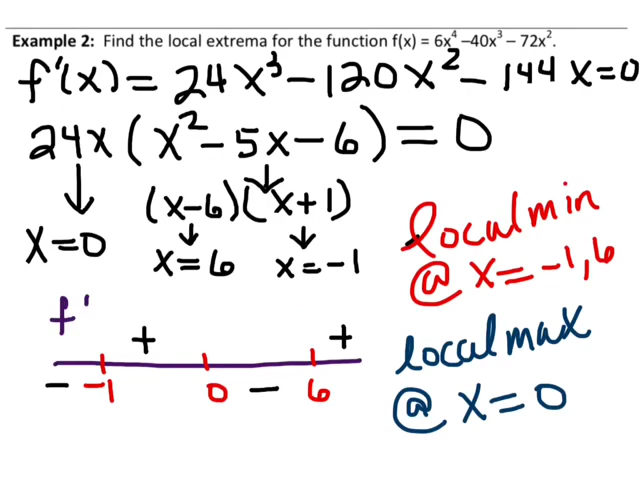 Example 2: Find the local extrema for the function f(x) = 6x⁴ –40x³ – 72x².
f'(x) = 24x³ – 120x² – 144x = 0
24x(x² – 5x – 6) = 0
(x–6)(x+1)
x=0
x=6
x=–1
local min
@ x=–1,6
f'
+
+
– –1 0 – 6
local max
@ x=0